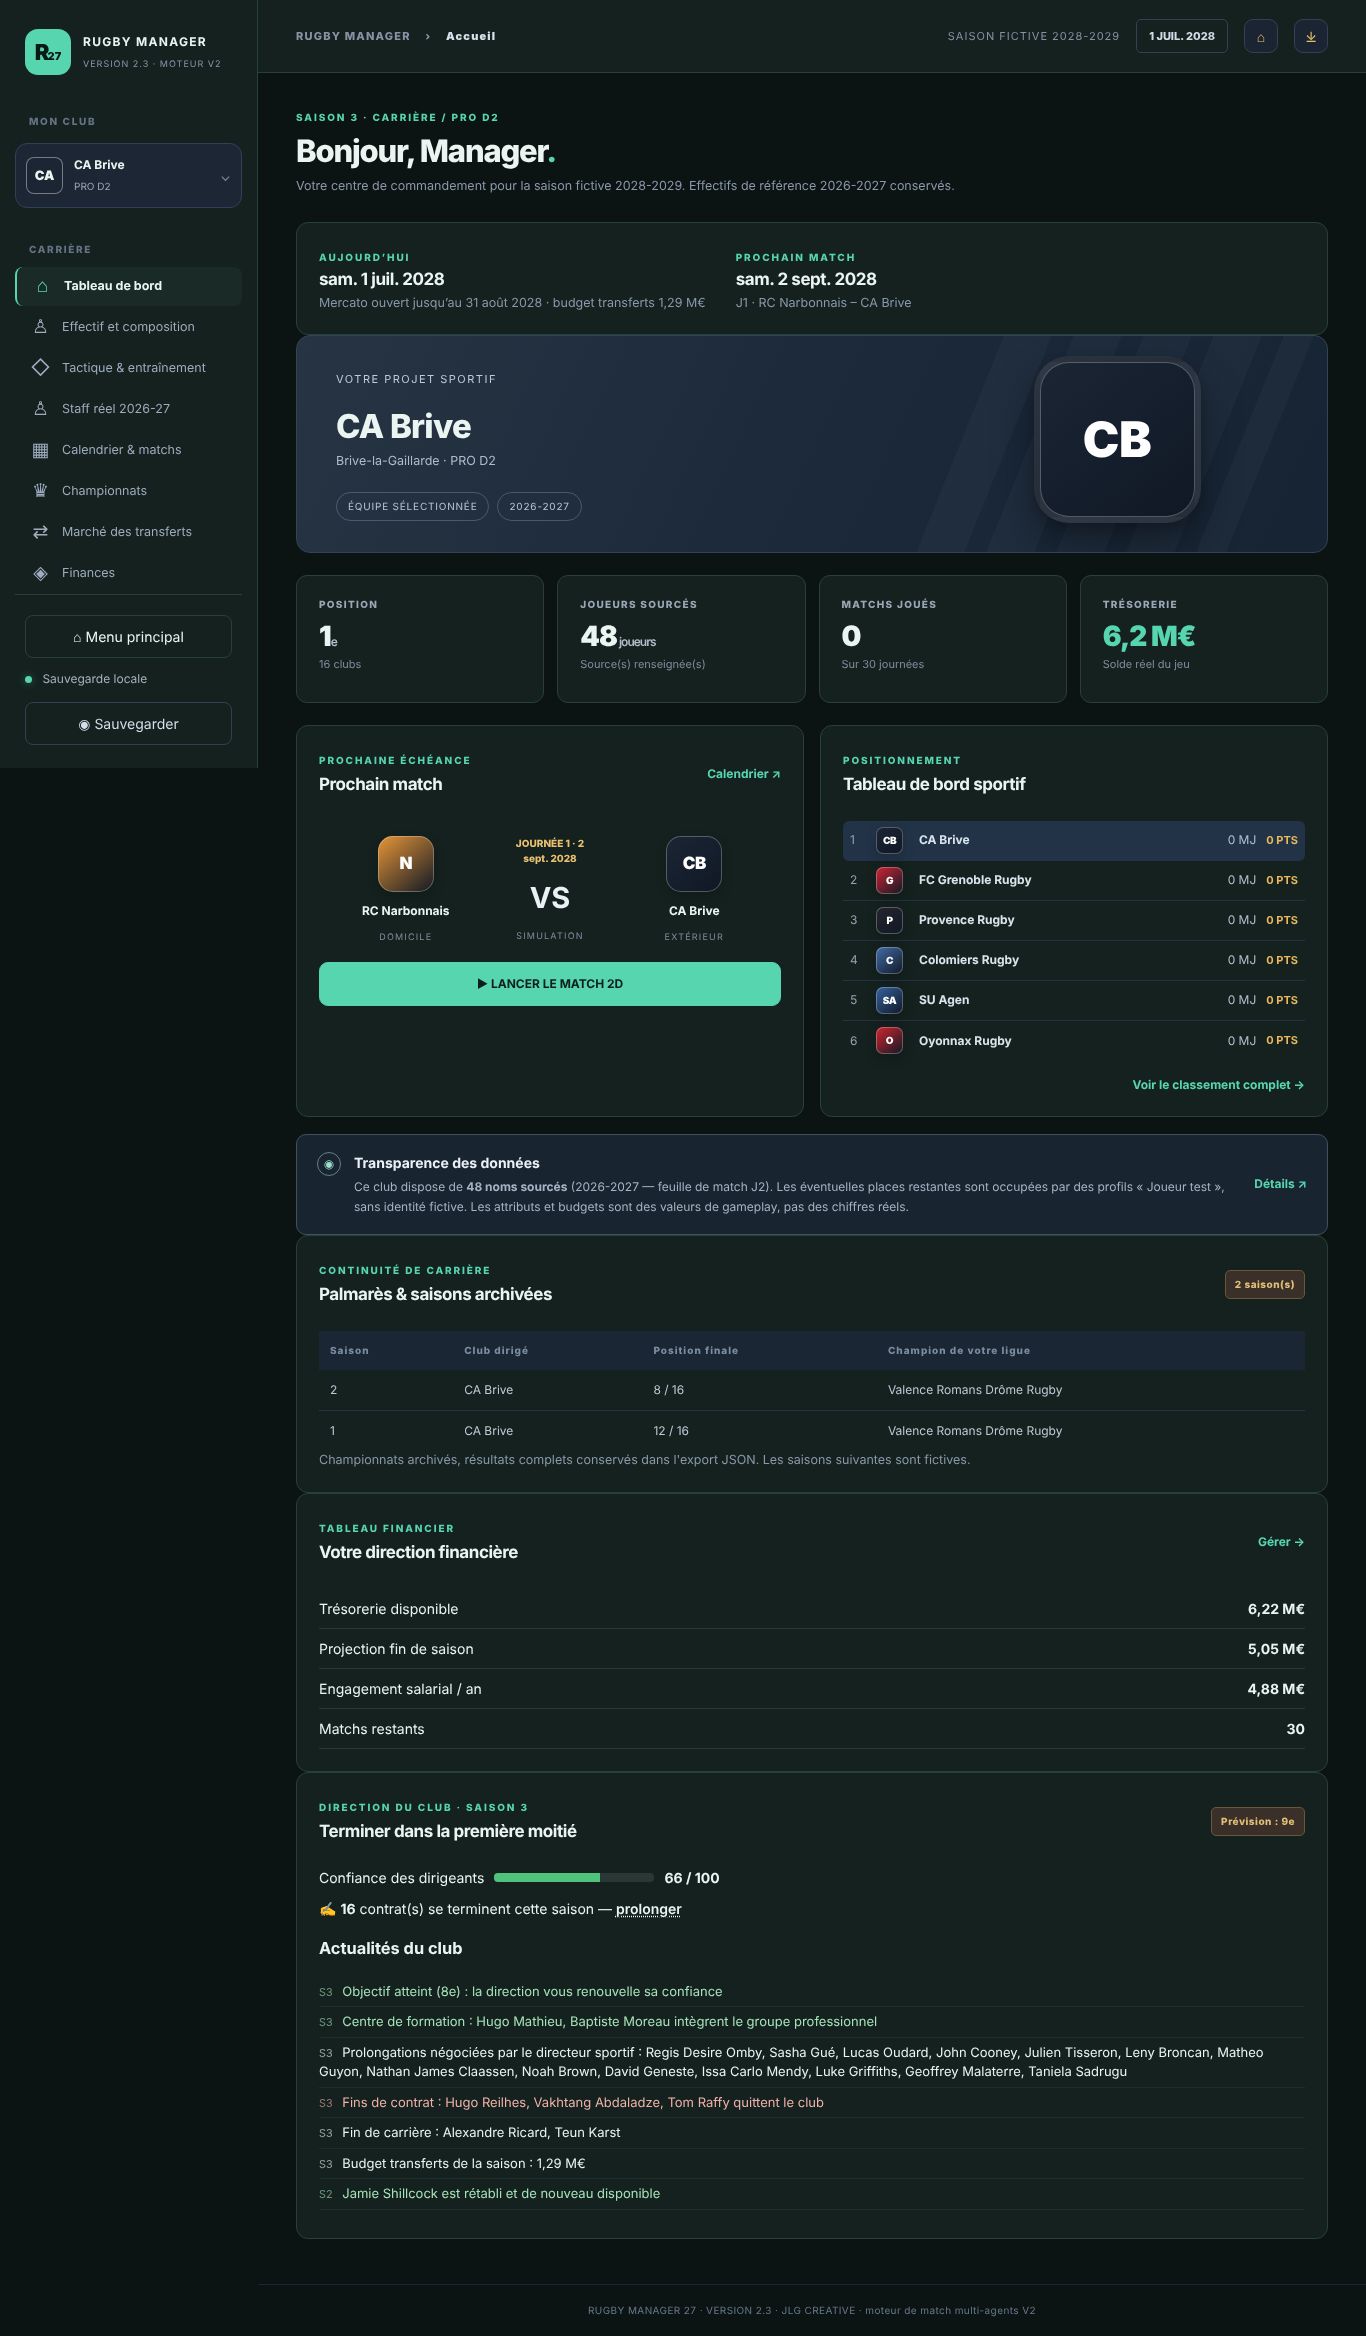 R27
RUGBY MANAGER
VERSION 2.3 · MOTEUR V2
MON CLUB
CA
CA Brive
PRO D2
CARRIÈRE
Tableau de bord
Effectif et composition
Tactique & entraînement
Staff réel 2026-27
Calendrier & matchs
Championnats
Marché des transferts
Finances
⌂ Menu principal
Sauvegarde locale
◉ Sauvegarder
RUGBY MANAGER › Accueil
SAISON FICTIVE 2028-2029
1 JUIL. 2028
SAISON 3 · CARRIÈRE / PRO D2
Bonjour, Manager.
Votre centre de commandement pour la saison fictive 2028-2029. Effectifs de référence 2026-2027 conservés.
AUJOURD’HUI
sam. 1 juil. 2028
Mercato ouvert jusqu’au 31 août 2028 · budget transferts 1,29 M€
PROCHAIN MATCH
sam. 2 sept. 2028
J1 · RC Narbonnais – CA Brive
VOTRE PROJET SPORTIF
CA Brive
Brive-la-Gaillarde · PRO D2
ÉQUIPE SÉLECTIONNÉE
2026-2027
CB
POSITION
1e
16 clubs
JOUEURS SOURCÉS
48 joueurs
Source(s) renseignée(s)
MATCHS JOUÉS
0
Sur 30 journées
TRÉSORERIE
6,2 M€
Solde réel du jeu
PROCHAINE ÉCHÉANCE
Prochain match
Calendrier ↗
N
RC Narbonnais
DOMICILE
JOURNÉE 1 · 2
sept. 2028
VS
SIMULATION
CB
CA Brive
EXTÉRIEUR
▶ LANCER LE MATCH 2D
POSITIONNEMENT
Tableau de bord sportif
1 CB CA Brive 0 MJ 0 PTS
2 G FC Grenoble Rugby 0 MJ 0 PTS
3 P Provence Rugby 0 MJ 0 PTS
4 C Colomiers Rugby 0 MJ 0 PTS
5 SA SU Agen 0 MJ 0 PTS
6 O Oyonnax Rugby 0 MJ 0 PTS
Voir le classement complet →
Transparence des données
Ce club dispose de 48 noms sourcés (2026-2027 — feuille de match J2). Les éventuelles places restantes sont occupées par des profils « Joueur test »,
sans identité fictive. Les attributs et budgets sont des valeurs de gameplay, pas des chiffres réels.
Détails ↗
CONTINUITÉ DE CARRIÈRE
Palmarès & saisons archivées
2 saison(s)
Saison Club dirigé Position finale Champion de votre ligue
2 CA Brive 8 / 16 Valence Romans Drôme Rugby
1 CA Brive 12 / 16 Valence Romans Drôme Rugby
Championnats archivés, résultats complets conservés dans l'export JSON. Les saisons suivantes sont fictives.
TABLEAU FINANCIER
Votre direction financière
Gérer →
Trésorerie disponible 6,22 M€
Projection fin de saison 5,05 M€
Engagement salarial / an 4,88 M€
Matchs restants 30
DIRECTION DU CLUB · SAISON 3
Terminer dans la première moitié
Prévision : 9e
Confiance des dirigeants 66 / 100
✍ 16 contrat(s) se terminent cette saison — prolonger
Actualités du club
S3 Objectif atteint (8e) : la direction vous renouvelle sa confiance
S3 Centre de formation : Hugo Mathieu, Baptiste Moreau intègrent le groupe professionnel
S3 Prolongations négociées par le directeur sportif : Regis Desire Omby, Sasha Gué, Lucas Oudard, John Cooney, Julien Tisseron, Leny Broncan, Matheo
Guyon, Nathan James Claassen, Noah Brown, David Geneste, Issa Carlo Mendy, Luke Griffiths, Geoffrey Malaterre, Taniela Sadrugu
S3 Fins de contrat : Hugo Reilhes, Vakhtang Abdaladze, Tom Raffy quittent le club
S3 Fin de carrière : Alexandre Ricard, Teun Karst
S3 Budget transferts de la saison : 1,29 M€
S2 Jamie Shillcock est rétabli et de nouveau disponible
RUGBY MANAGER 27 · VERSION 2.3 · JLG CREATIVE · moteur de match multi-agents V2